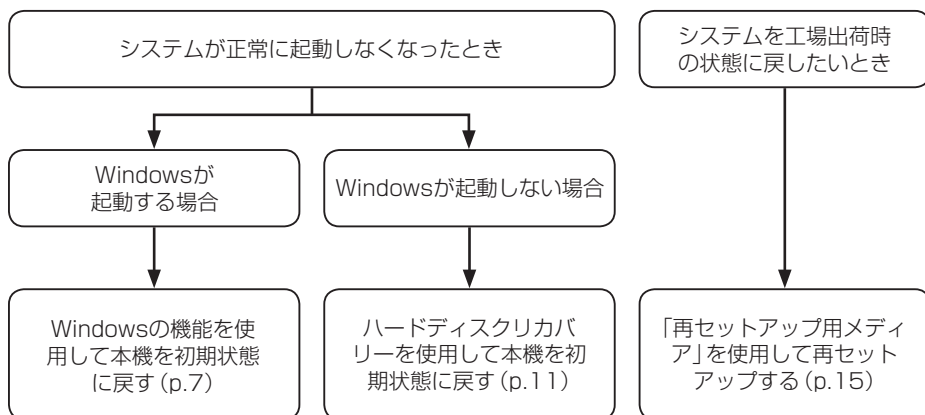 システムが正常に起動しなくなったとき
システムを工場出荷時
の状態に戻したいとき
Windowsが
起動する場合
Windowsが起動しない場合
Windowsの機能を使
用して本機を初期状態
に戻す（p.7）
ハードディスクリカバ
リーを使用して本機を初
期状態に戻す（p.11）
「再セットアップ用メディ
ア」を使用して再セット
アップする（p.15）